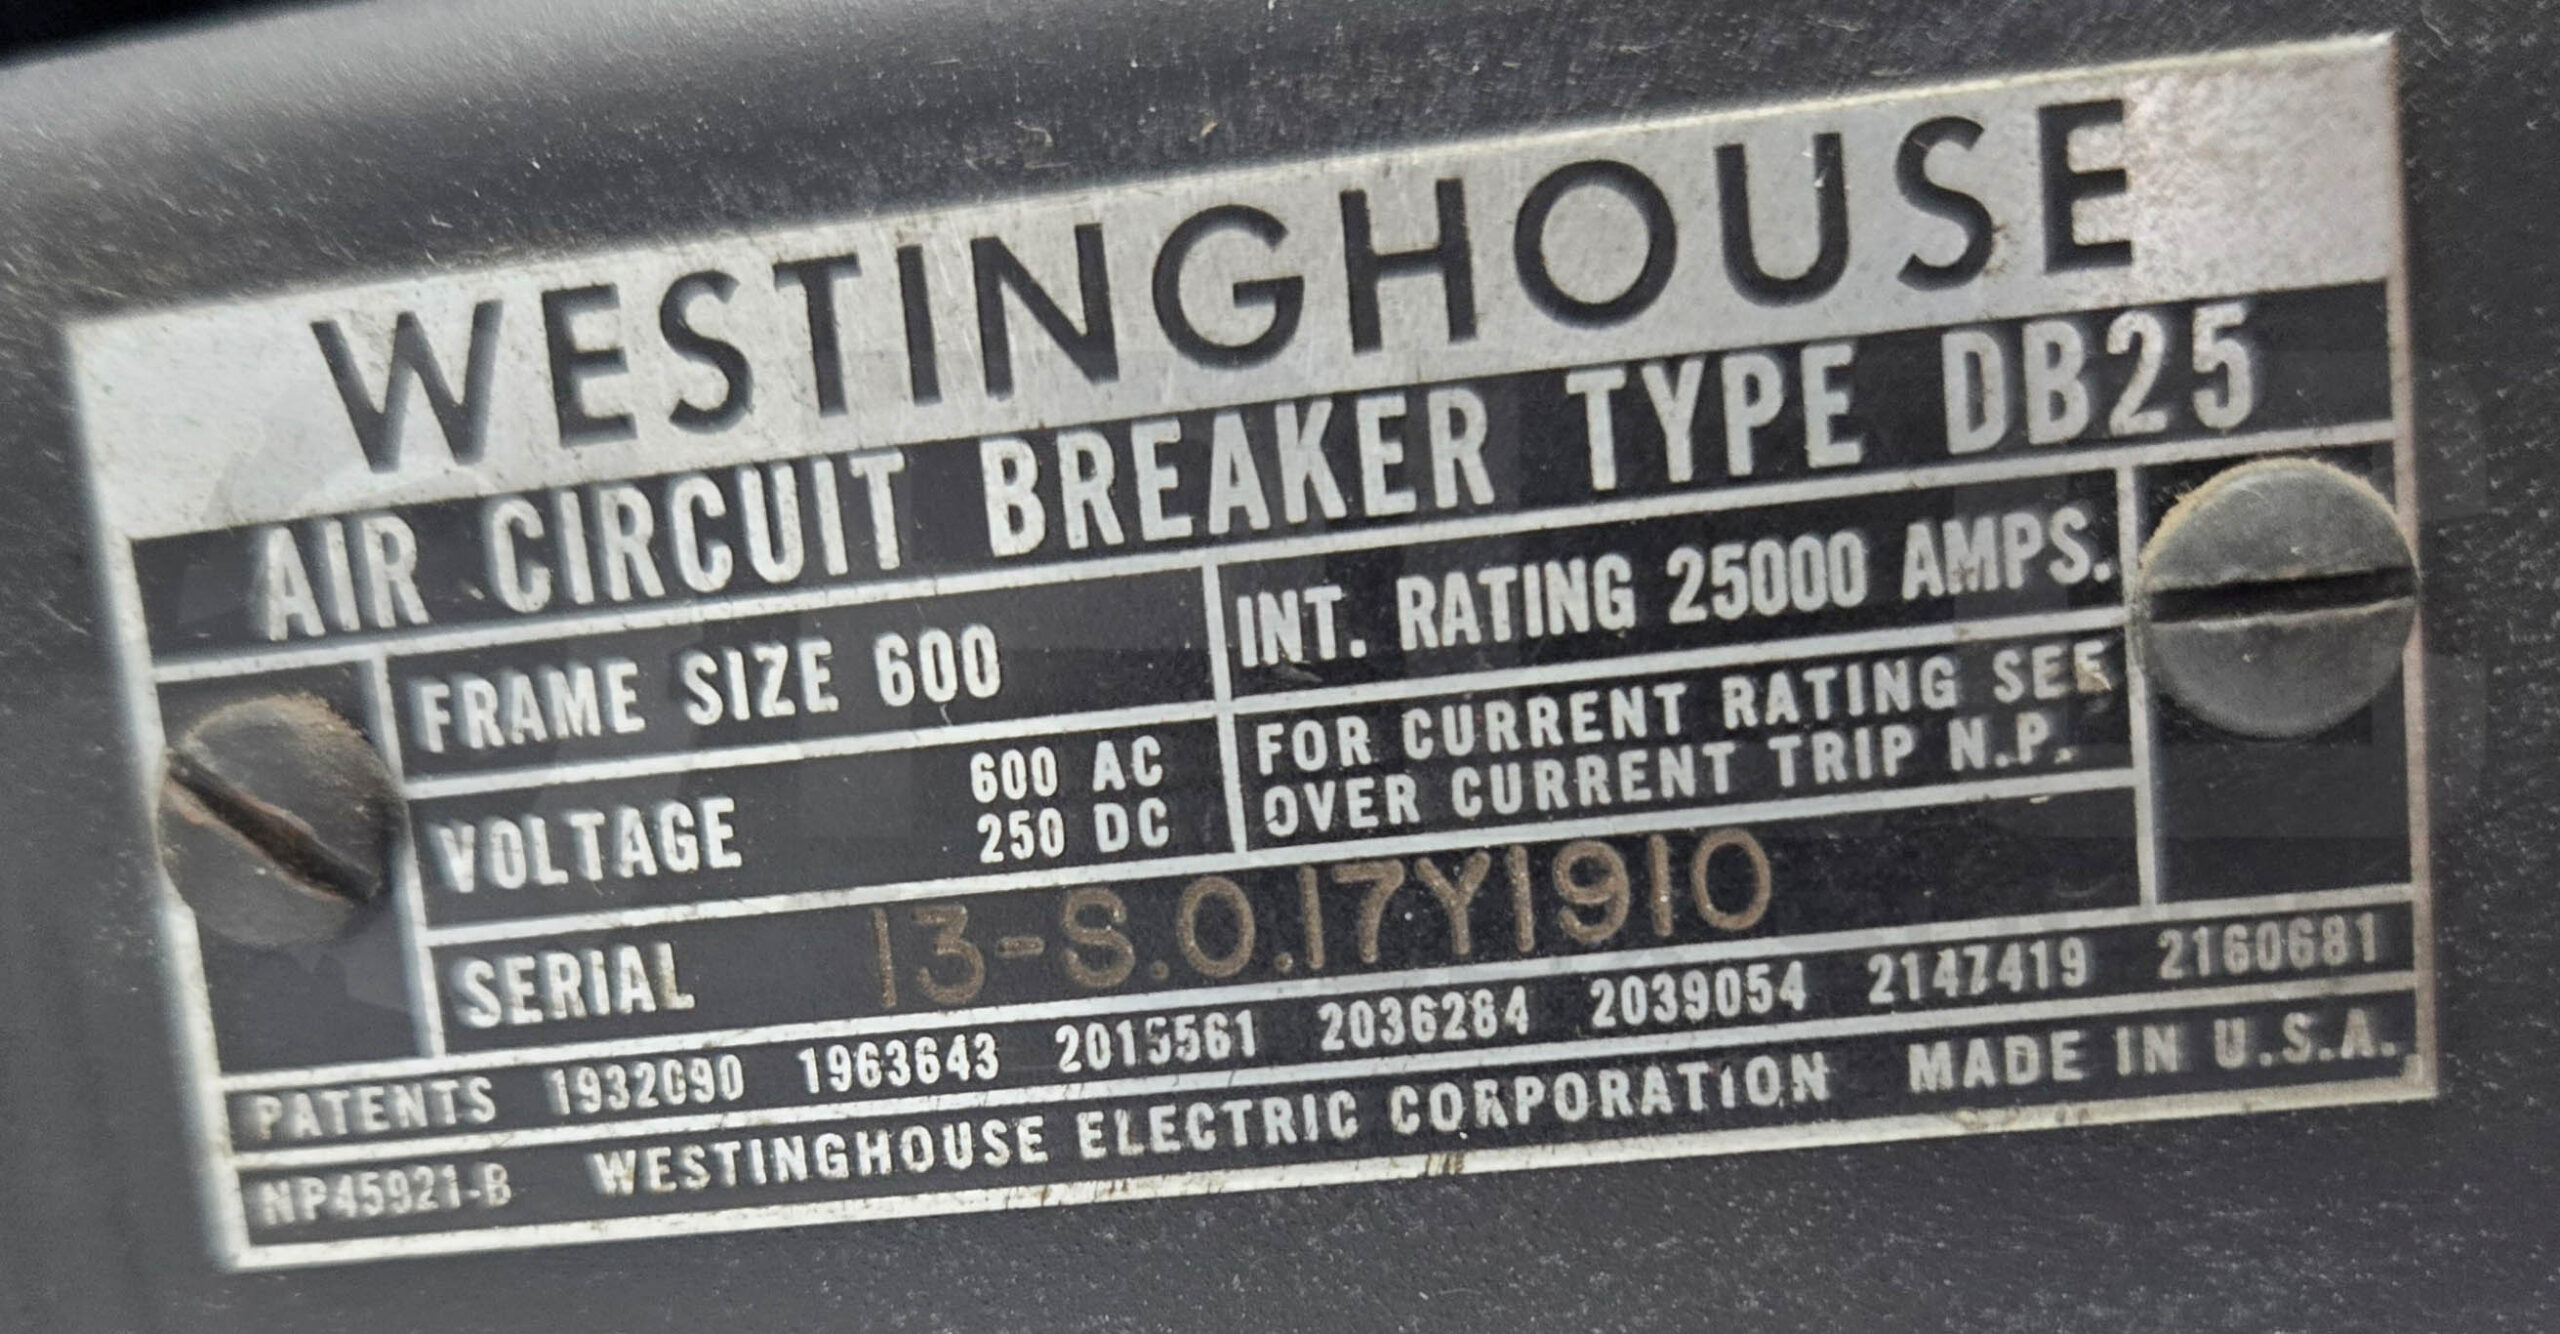 WESTINGHOUSE
AIR CIRCUIT BREAKER TYPE DB25
FRAME SIZE 600
INT. RATING 25000 AMPS.
VOLTAGE 600 AC
250 DC
FOR CURRENT RATING SEE
OVER CURRENT TRIP N.P.
SERIAL 13-S.O.17Y1910
PATENTS 1932090 1963643 2015561 2036284 2039054 2147419 2160681
NP45921-B WESTINGHOUSE ELECTRIC CORPORATION MADE IN U.S.A.